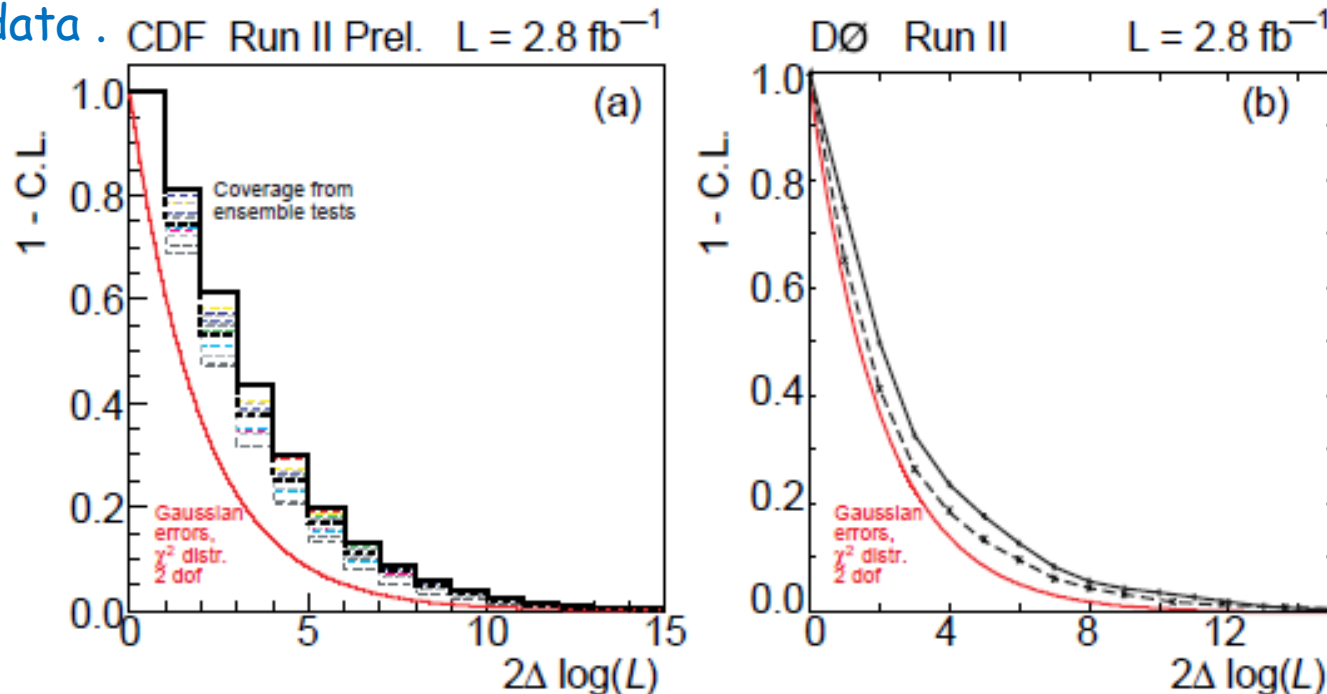 data .
CDF Run II Prel. L = 2.8 fb⁻¹
(a)
1 - C.L.
1.0
0.8
0.6
0.4
0.2
0.0
Coverage from
ensemble tests
Gaussian
errors,
χ² distr.
2 dof
0 5 10 15
2Δ log(L)
DØ Run II L = 2.8 fb⁻¹
(b)
1 - C.L.
1.0
0.8
0.6
0.4
0.2
0.0
Gaussian
errors,
χ² distr.
2 dof
0 4 8 12
2Δ log(L)